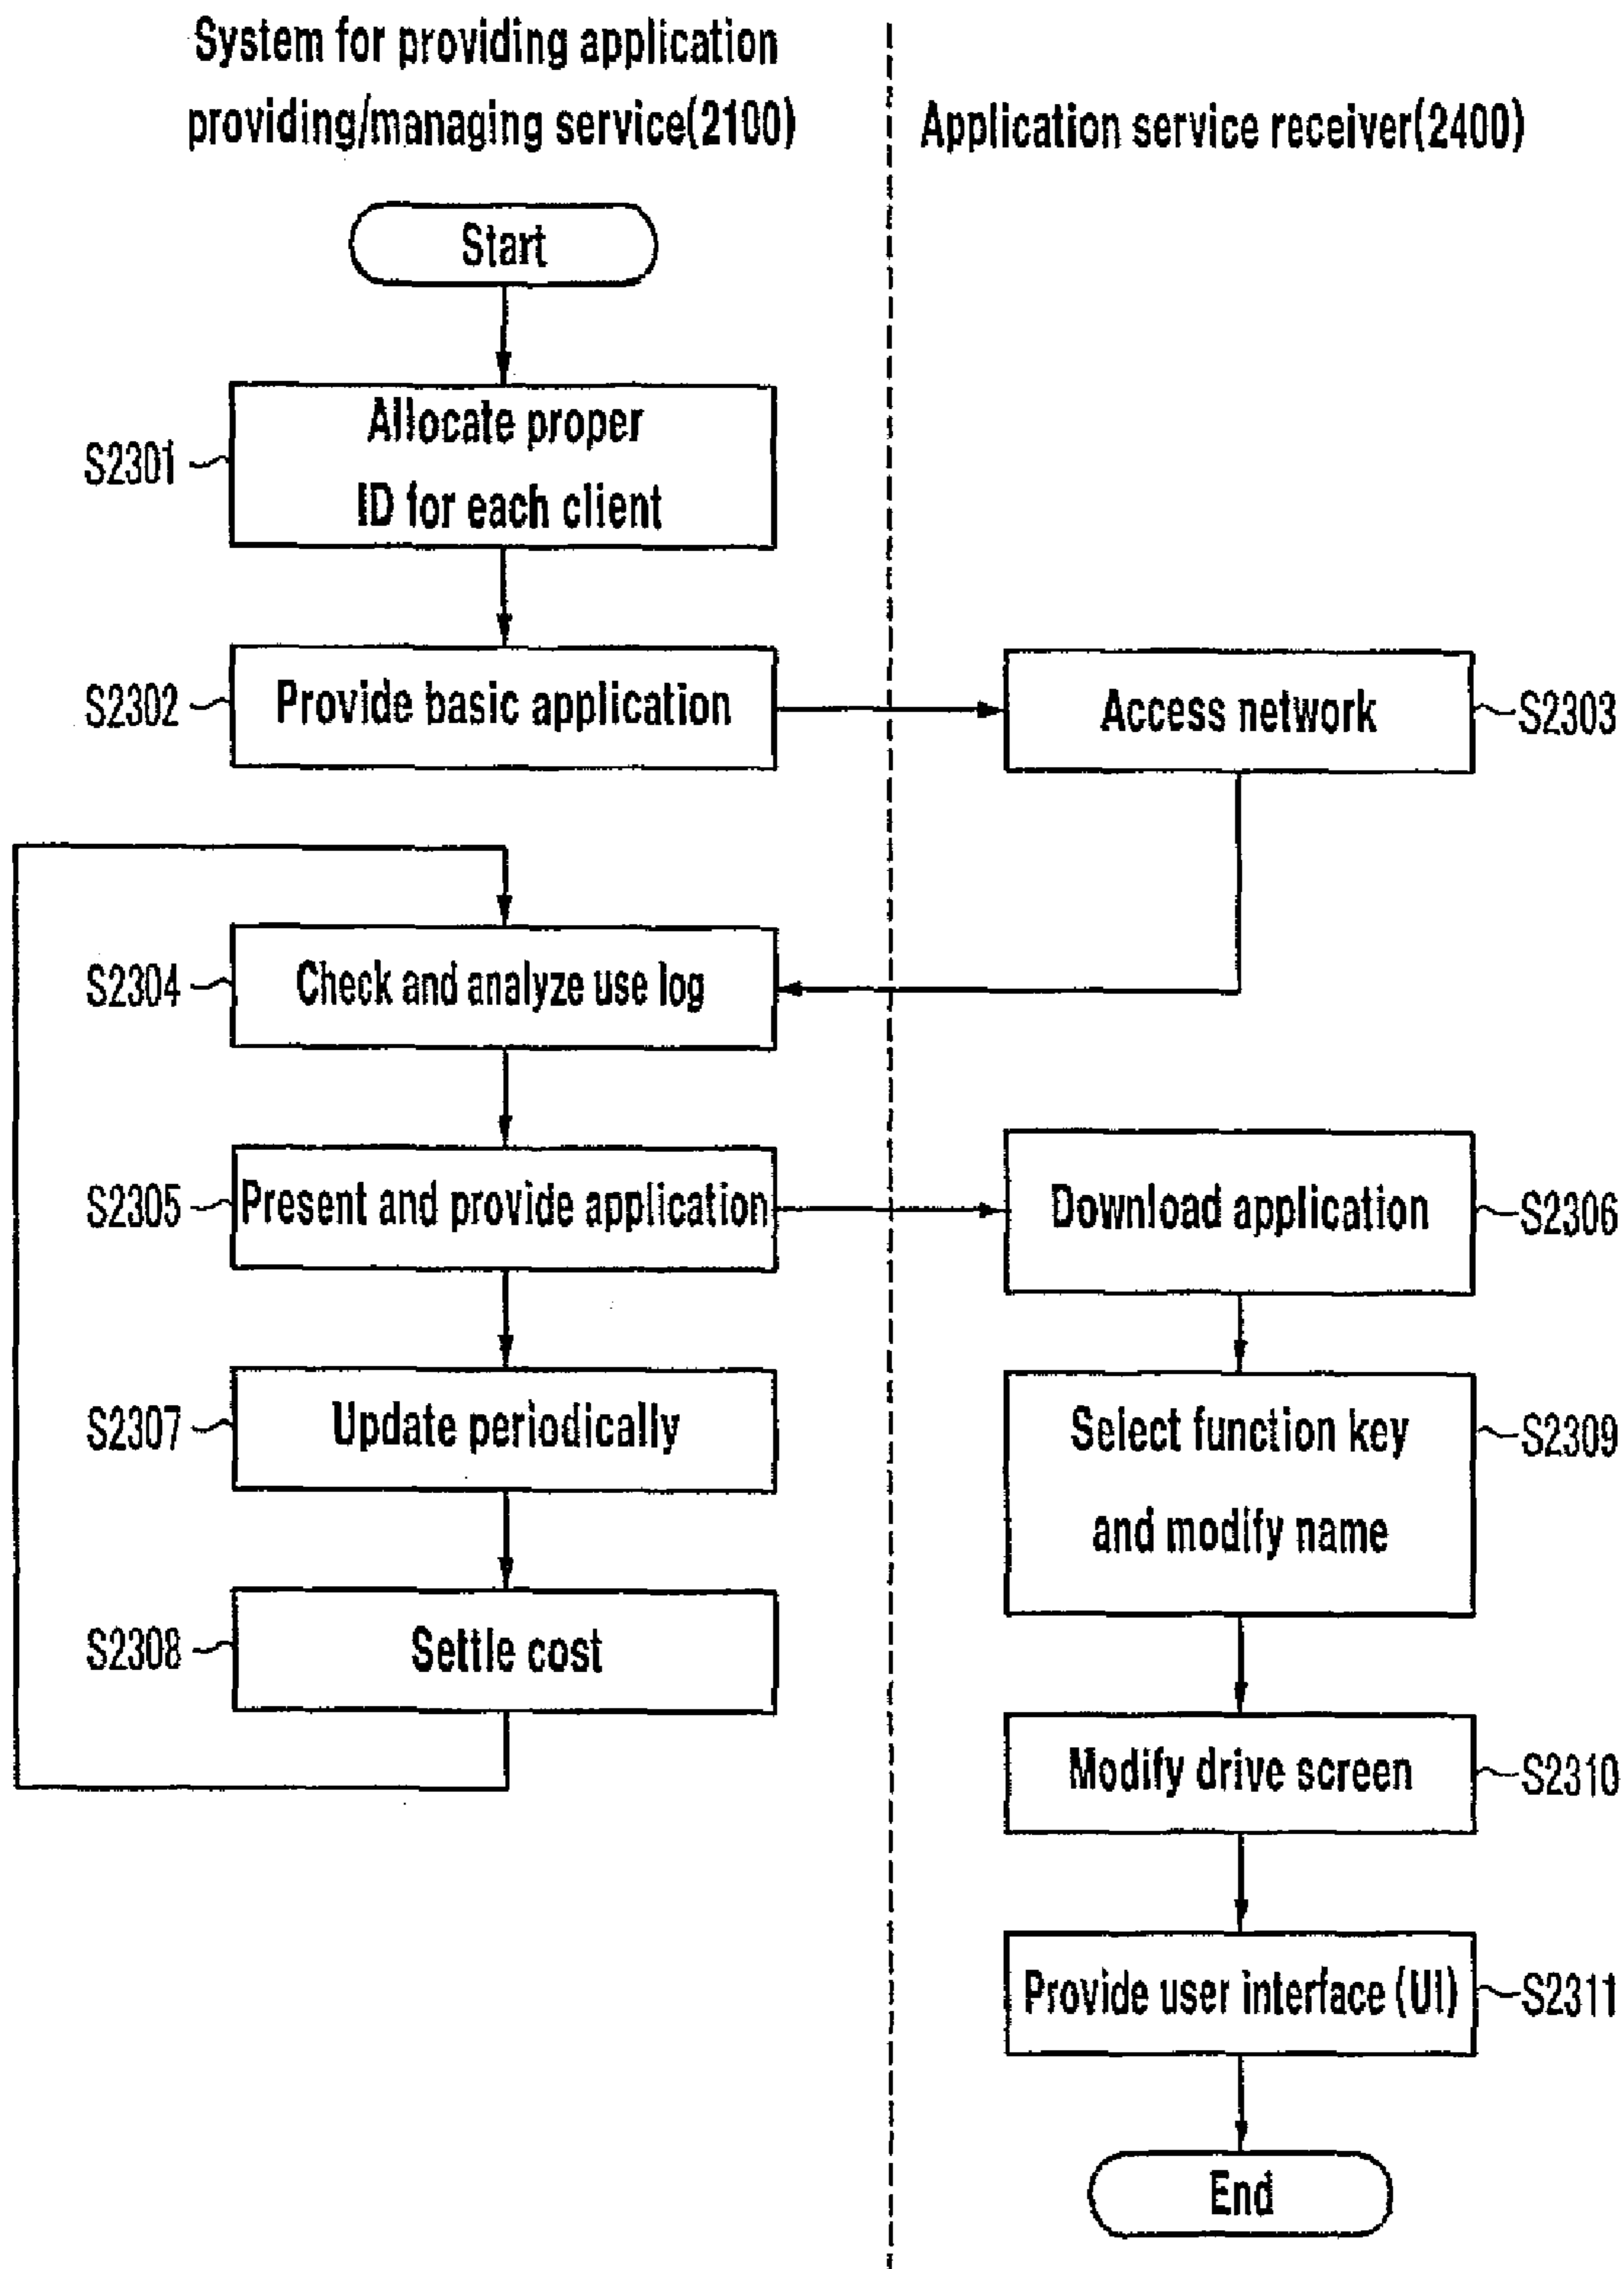 System for providing application
providing/managing service(2100)
Application service receiver(2400)
Start
S2301
Allocate proper
ID for each client
S2302
Provide basic application
Access network
S2303
S2304
Check and analyze use log
S2305
Present and provide application
Download application
S2306
S2307
Update periodically
Select function key
and modify name
S2309
S2308
Settle cost
Modify drive screen
S2310
Provide user interface (UI)
S2311
End